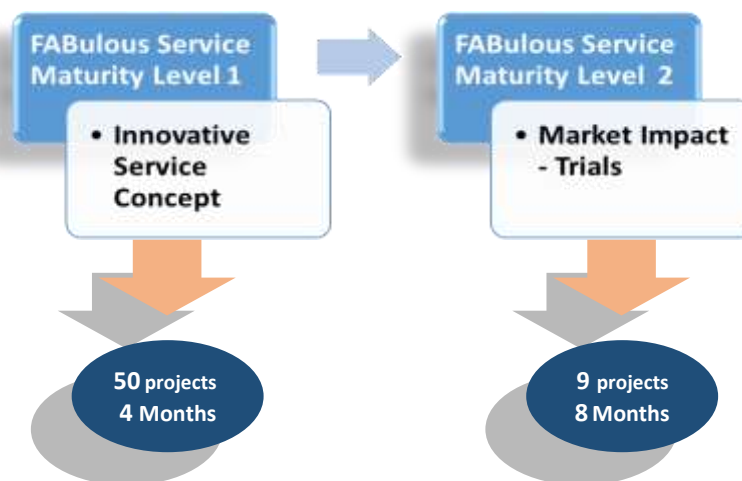 FABulous Service
Maturity Level 1
• Innovative
Service
Concept
50 projects
4 Months
FABulous Service
Maturity Level 2
• Market Impact
- Trials
9 projects
8 Months